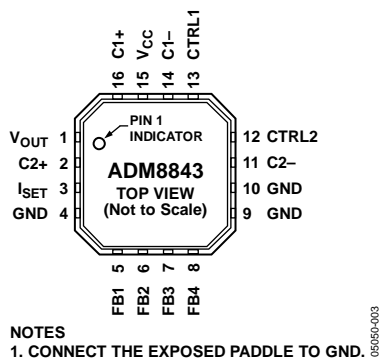 16 C1+
15 VCC
14 C1–
13 CTRL1
PIN 1
INDICATOR
VOUT 1
C2+ 2
ISET 3
GND 4
ADM8843
TOP VIEW
(Not to Scale)
12 CTRL2
11 C2–
10 GND
9 GND
FB1 5
FB2 6
FB3 7
FB4 8
NOTES
1. CONNECT THE EXPOSED PADDLE TO GND.
05050-003